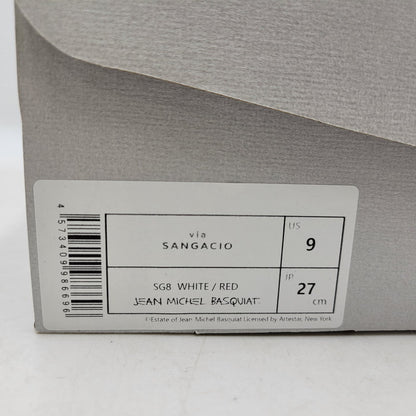 4573409986696
via
SANGACIO
US
9
SG8 WHITE / RED
JEAN MICHEL BASQUIAT
JP
27
cm
©Estate of Jean-Michel Basquiat Licensed by Artestar, New York